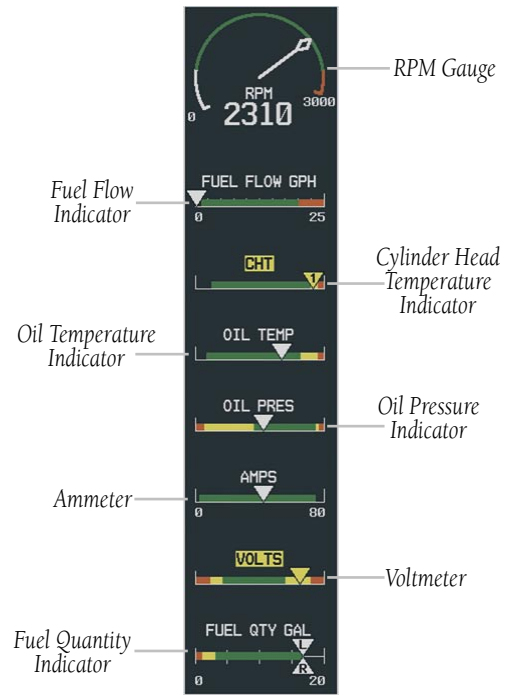 RPM
2310
0
3000
RPM Gauge
FUEL FLOW GPH
0
25
Fuel Flow
Indicator
CHT
1
Cylinder Head
Temperature
Indicator
OIL TEMP
Oil Temperature
Indicator
OIL PRES
Oil Pressure
Indicator
AMPS
0
80
Ammeter
VOLTS
Voltmeter
FUEL QTY GAL
L
R
0
20
Fuel Quantity
Indicator